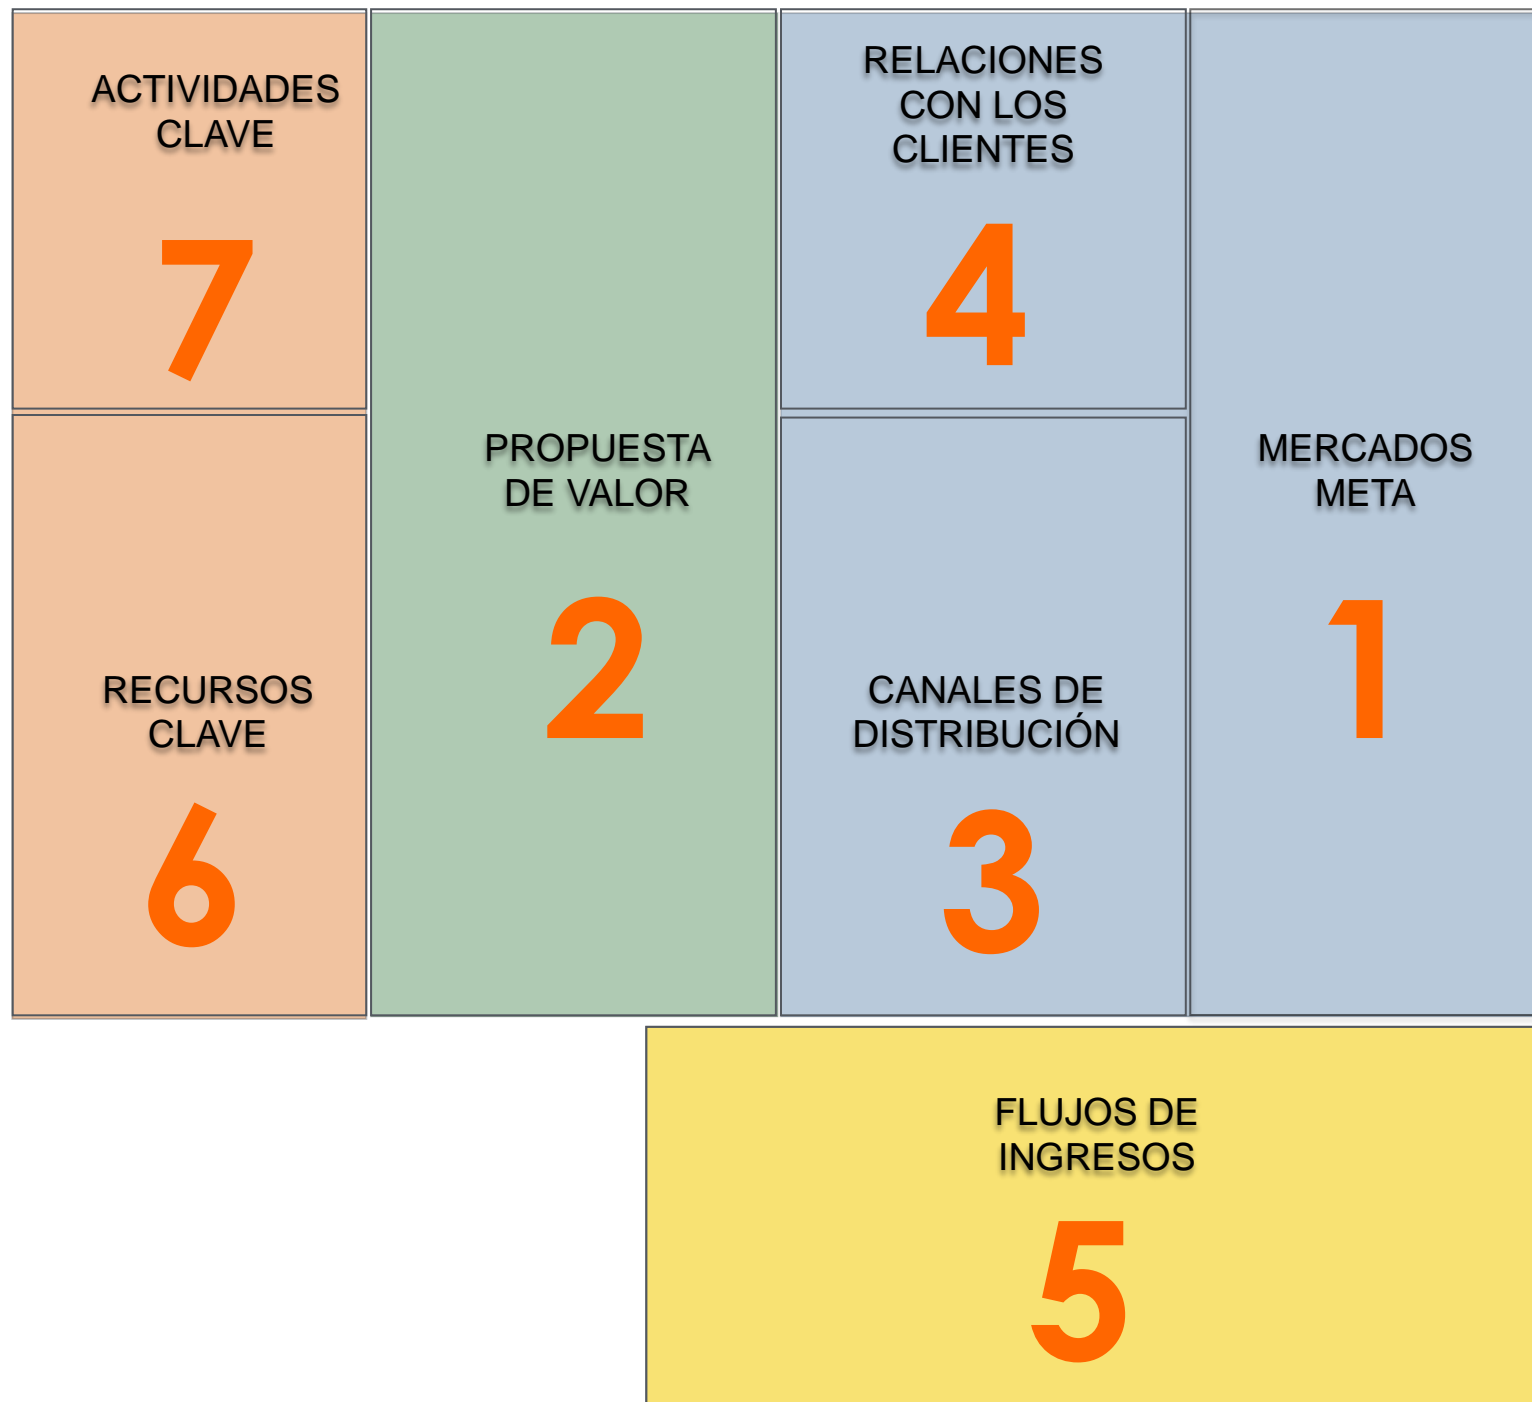 ACTIVIDADES
CLAVE
7
RECURSOS
CLAVE
6
PROPUESTA
DE VALOR
2
RELACIONES
CON LOS
CLIENTES
4
CANALES DE
DISTRIBUCIÓN
3
MERCADOS
META
1
FLUJOS DE
INGRESOS
5